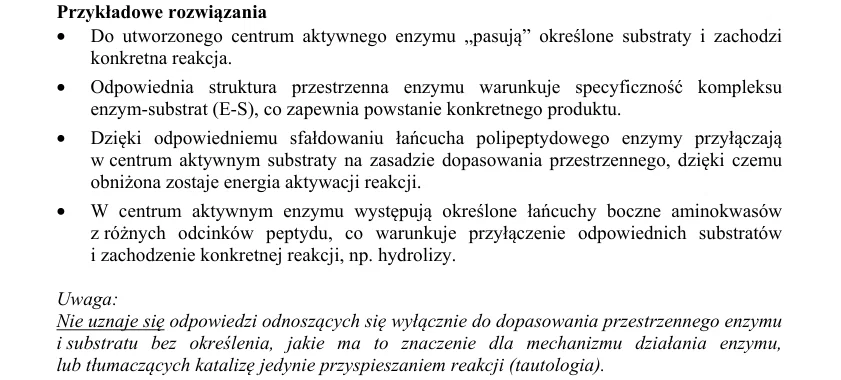 Przykładowe rozwiązania
• Do utworzonego centrum aktywnego enzymu „pasują” określone substraty i zachodzi
konkretna reakcja.
• Odpowiednia struktura przestrzenna enzymu warunkuje specyficzność kompleksu
enzym-substrat (E-S), co zapewnia powstanie konkretnego produktu.
• Dzięki odpowiedniemu sfałdowaniu łańcucha polipeptydowego enzymy przyłączają
w centrum aktywnym substraty na zasadzie dopasowania przestrzennego, dzięki czemu
obniżona zostaje energia aktywacji reakcji.
• W centrum aktywnym enzymu występują określone łańcuchy boczne aminokwasów
z różnych odcinków peptydu, co warunkuje przyłączenie odpowiednich substratów
i zachodzenie konkretnej reakcji, np. hydrolizy.
Uwaga:
Nie uznaje się odpowiedzi odnoszących się wyłącznie do dopasowania przestrzennego enzymu
i substratu bez określenia, jakie ma to znaczenie dla mechanizmu działania enzymu,
lub tłumaczących katalizę jedynie przyspieszaniem reakcji (tautologia).